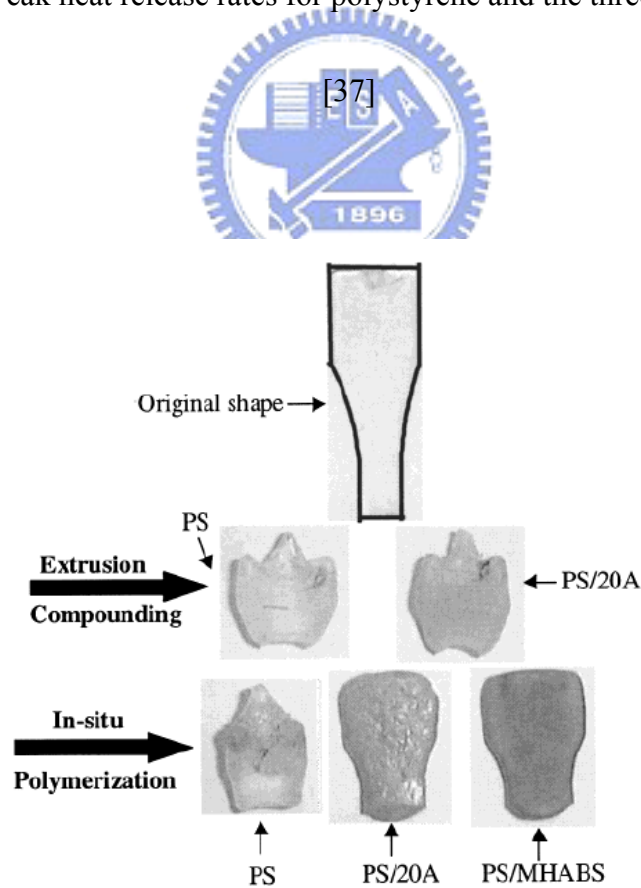 eak heat release rates for polystyrene and the thre
[37]
1896
Original shape
PS
Extrusion
Compounding
PS/20A
In-situ
Polymerization
PS
PS/20A
PS/MHABS